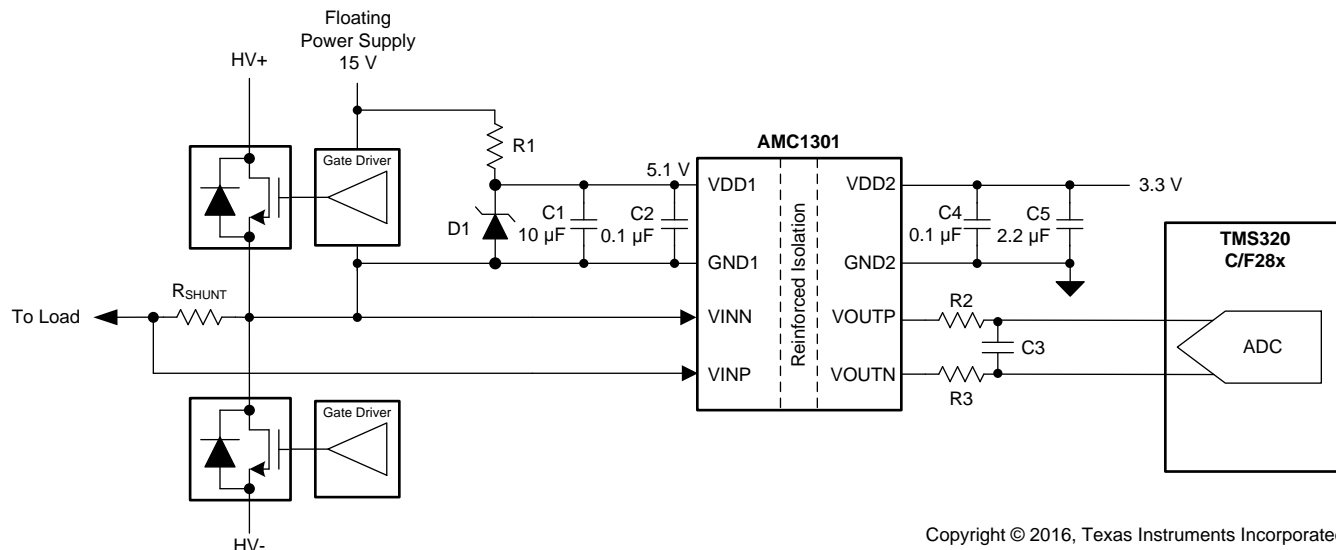 Floating
Power Supply
15 V
HV+
Gate Driver
R1
5.1 V
D1
C1
10 µF
C2
0.1 µF
AMC1301
VDD1
GND1
VINN
VINP
Reinforced Isolation
VDD2
GND2
VOUTP
VOUTN
3.3 V
C4
0.1 µF
C5
2.2 µF
R2
C3
R3
TMS320
C/F28x
ADC
To Load
RSHUNT
Gate Driver
HV-
Copyright © 2016, Texas Instruments Incorporate